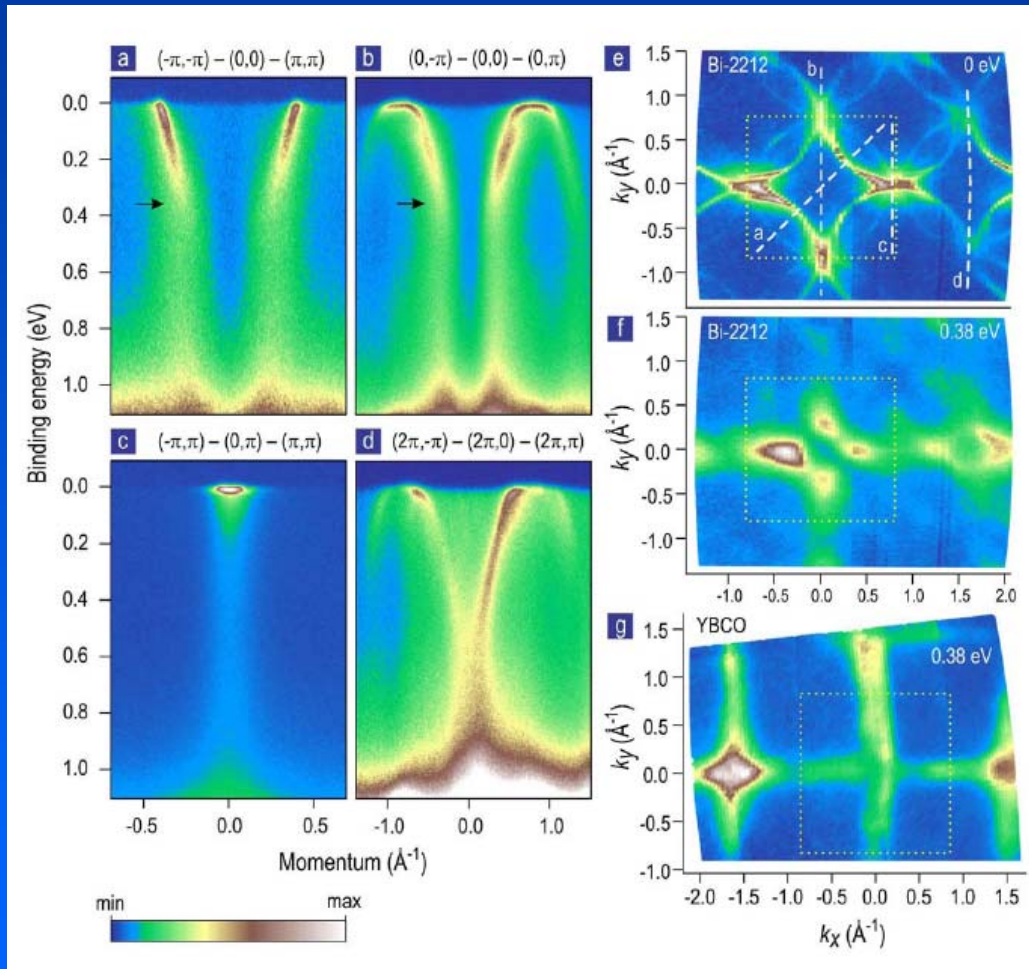 a (-π,-π) – (0,0) – (π,π)
b (0,-π) – (0,0) – (0,π)
0.0
0.2
0.4
0.6
0.8
1.0
Binding energy (eV)
c (-π,π) – (0,π) – (π,π)
d (2π,-π) – (2π,0) – (2π,π)
0.0
0.2
0.4
0.6
0.8
1.0
-0.5 0.0 0.5
-1.0 0.0 1.0
Momentum (Å⁻¹)
min max
e
Bi-2212 b 0 eV
a c d
1.5
1.0
0.5
0.0
-0.5
-1.0
ky (Å⁻¹)
f
Bi-2212 0.38 eV
1.5
1.0
0.5
0.0
-0.5
-1.0
ky (Å⁻¹)
-1.0 -0.5 0.0 0.5 1.0 1.5 2.0
g YBCO
0.38 eV
1.5
1.0
0.5
0.0
-0.5
-1.0
ky (Å⁻¹)
-2.0 -1.5 -1.0 -0.5 0.0 0.5 1.0 1.5
kx (Å⁻¹)